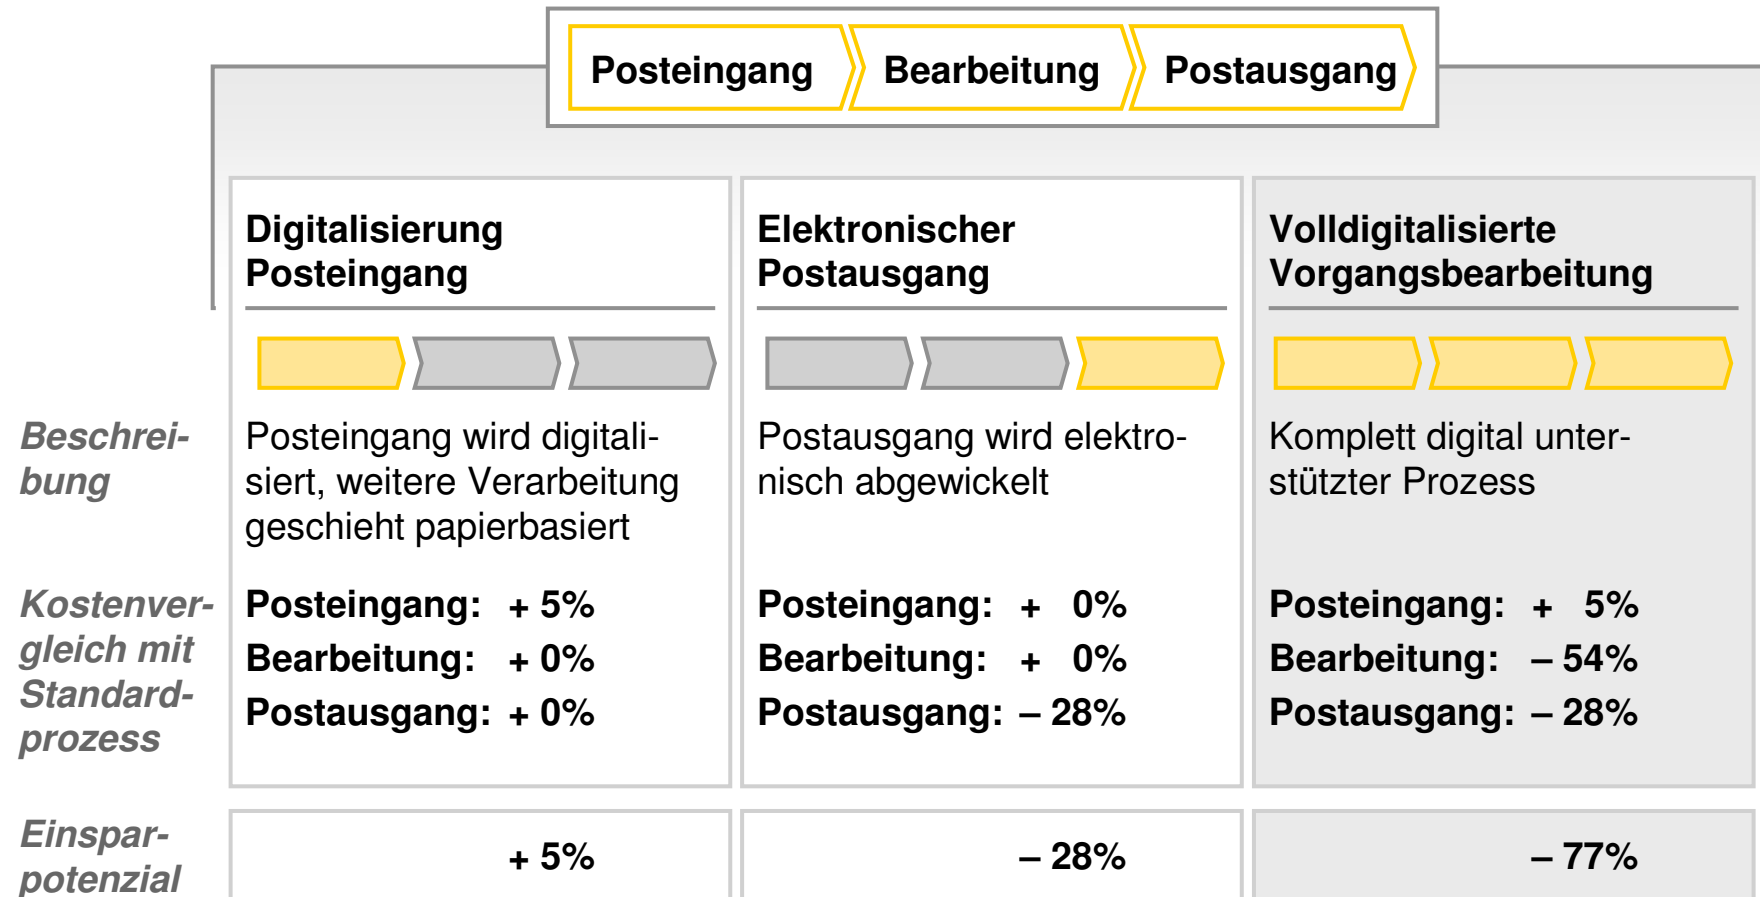 Posteingang
Bearbeitung
Postausgang
Digitalisierung
Posteingang
Elektronischer
Postausgang
Volldigitalisierte
Vorgangsbearbeitung
Beschrei-
bung
Posteingang wird digitali-
siert, weitere Verarbeitung
geschieht papierbasiert
Postausgang wird elektro-
nisch abgewickelt
Komplett digital unter-
stützter Prozess
Kostenver-
gleich mit
Standard-
prozess
Posteingang: + 5%
Bearbeitung: + 0%
Postausgang: + 0%
Posteingang: + 0%
Bearbeitung: + 0%
Postausgang: – 28%
Posteingang: + 5%
Bearbeitung: – 54%
Postausgang: – 28%
Einspar-
potenzial
+ 5%
– 28%
– 77%